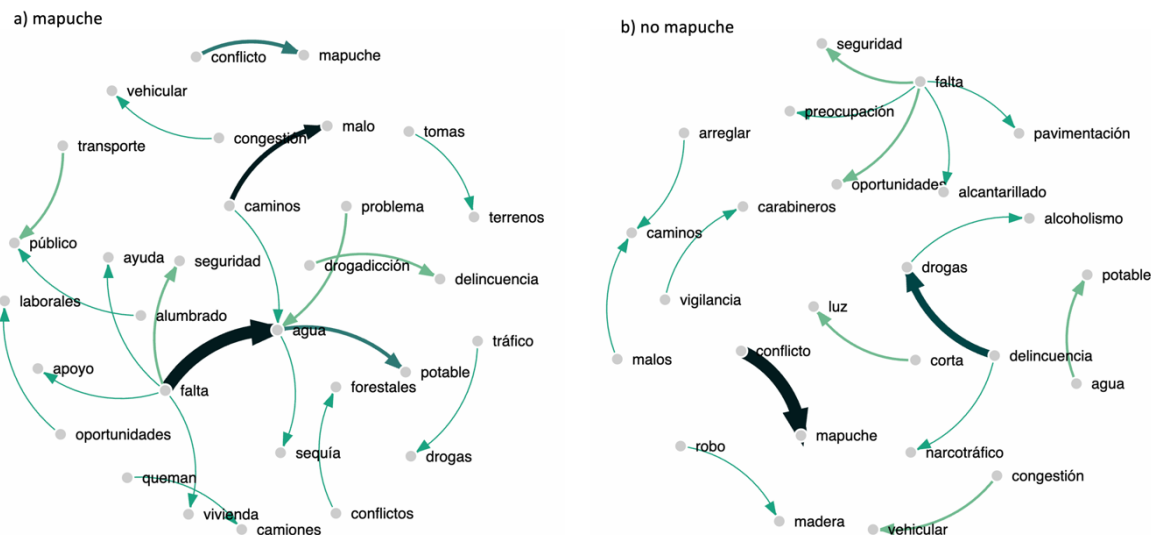 a) mapuche
conflicto
mapuche
vehicular
congestión
malo
tomas
transporte
caminos
problema
terrenos
público
ayuda
seguridad
drogadicción
delincuencia
laborales
alumbrado
agua
tráfico
apoyo
falta
forestales
potable
oportunidades
sequía
drogas
queman
vivienda
camiones
conflictos
b) no mapuche
seguridad
falta
preocupación
arreglar
pavimentación
oportunidades
alcantarillado
carabineros
alcoholismo
caminos
drogas
potable
vigilancia
luz
malos
conflicto
corta
delincuencia
agua
mapuche
robo
narcotráfico
congestión
madera
vehicular